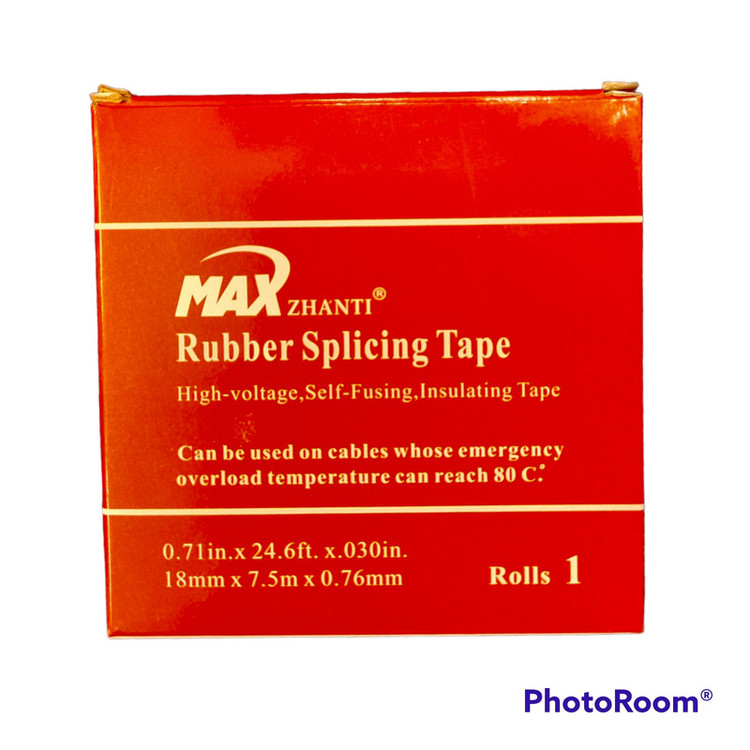 MAX ZHANTI®
Rubber Splicing Tape
High-voltage,Self-Fusing,Insulating Tape
Can be used on cables whose emergency
overload temperature can reach 80 C.°
0.71in.x 24.6ft. x.030in.
18mm x 7.5m x 0.76mm
Rolls 1
PhotoRoom®